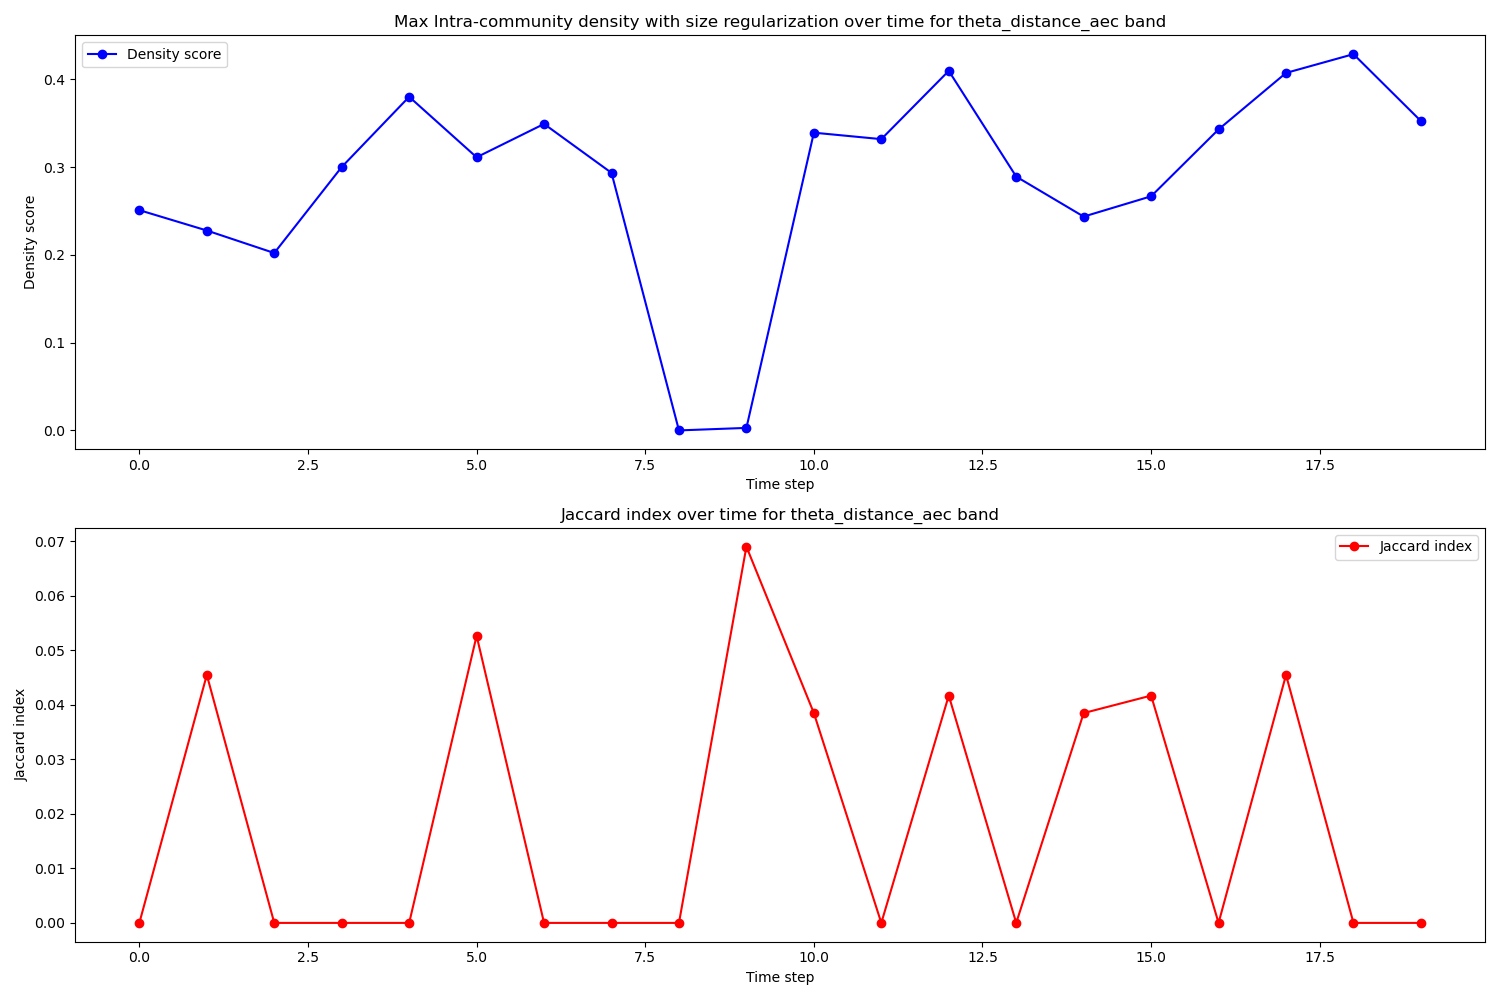 Max Intra-community density with size regularization over time for theta_distance_aec band
Density score
Density score
0.4
0.3
0.2
0.1
0.0
0.0 2.5 5.0 7.5 10.0 12.5 15.0 17.5
Time step
Jaccard index over time for theta_distance_aec band
Jaccard index
Jaccard index
0.07
0.06
0.05
0.04
0.03
0.02
0.01
0.00
0.0 2.5 5.0 7.5 10.0 12.5 15.0 17.5
Time step